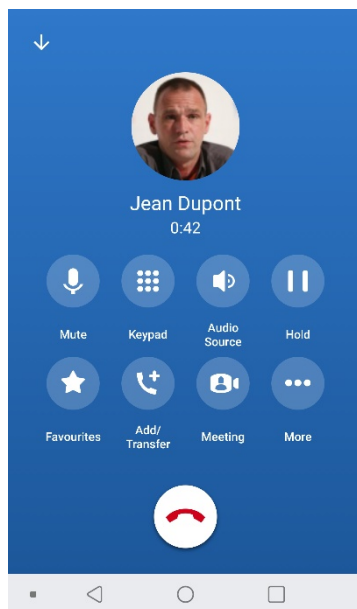 Jean Dupont
0:42
Mute
Keypad
Audio
Source
Hold
Favourites
Add/
Transfer
Meeting
More